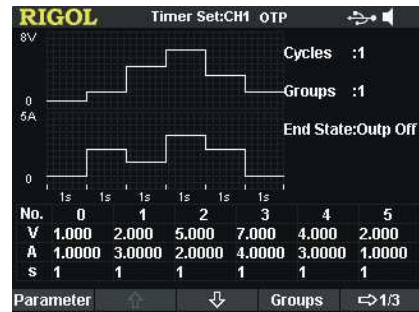 RIGOL Timer Set:CH1 OTP
8V
Cycles :1
0
Groups :1
5A
End State:Outp Off
0
1s 1s 1s 1s 1s 1s
No. 0 1 2 3 4 5
V 1.000 2.000 5.000 7.000 4.000 2.000
A 1.0000 3.0000 2.0000 4.0000 3.0000 1.0000
s 1 1 1 1 1 1
Parameter Groups 1/3